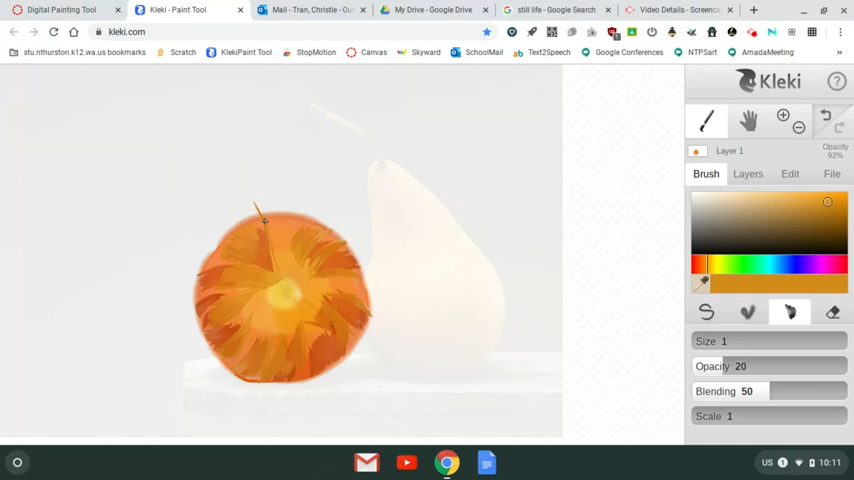 Digital Painting Tool
Kleki - Paint Tool
Mail - Tran, Christie - Ou
My Drive - Google Drive
still life - Google Search
Video Details - Screenca
kleki.com
stu.nthurston.k12.wa.us bookmarks
Scratch
KlekiPaint Tool
StopMotion
Canvas
Skyward
SchoolMail
Text2Speech
Google Conferences
NTPSart
AmadaMeeting
Kleki
Layer 1
Opacity
92%
Brush Layers Edit File
Size 1
Opacity 20
Blending 50
Scale 1
US 1 10:11